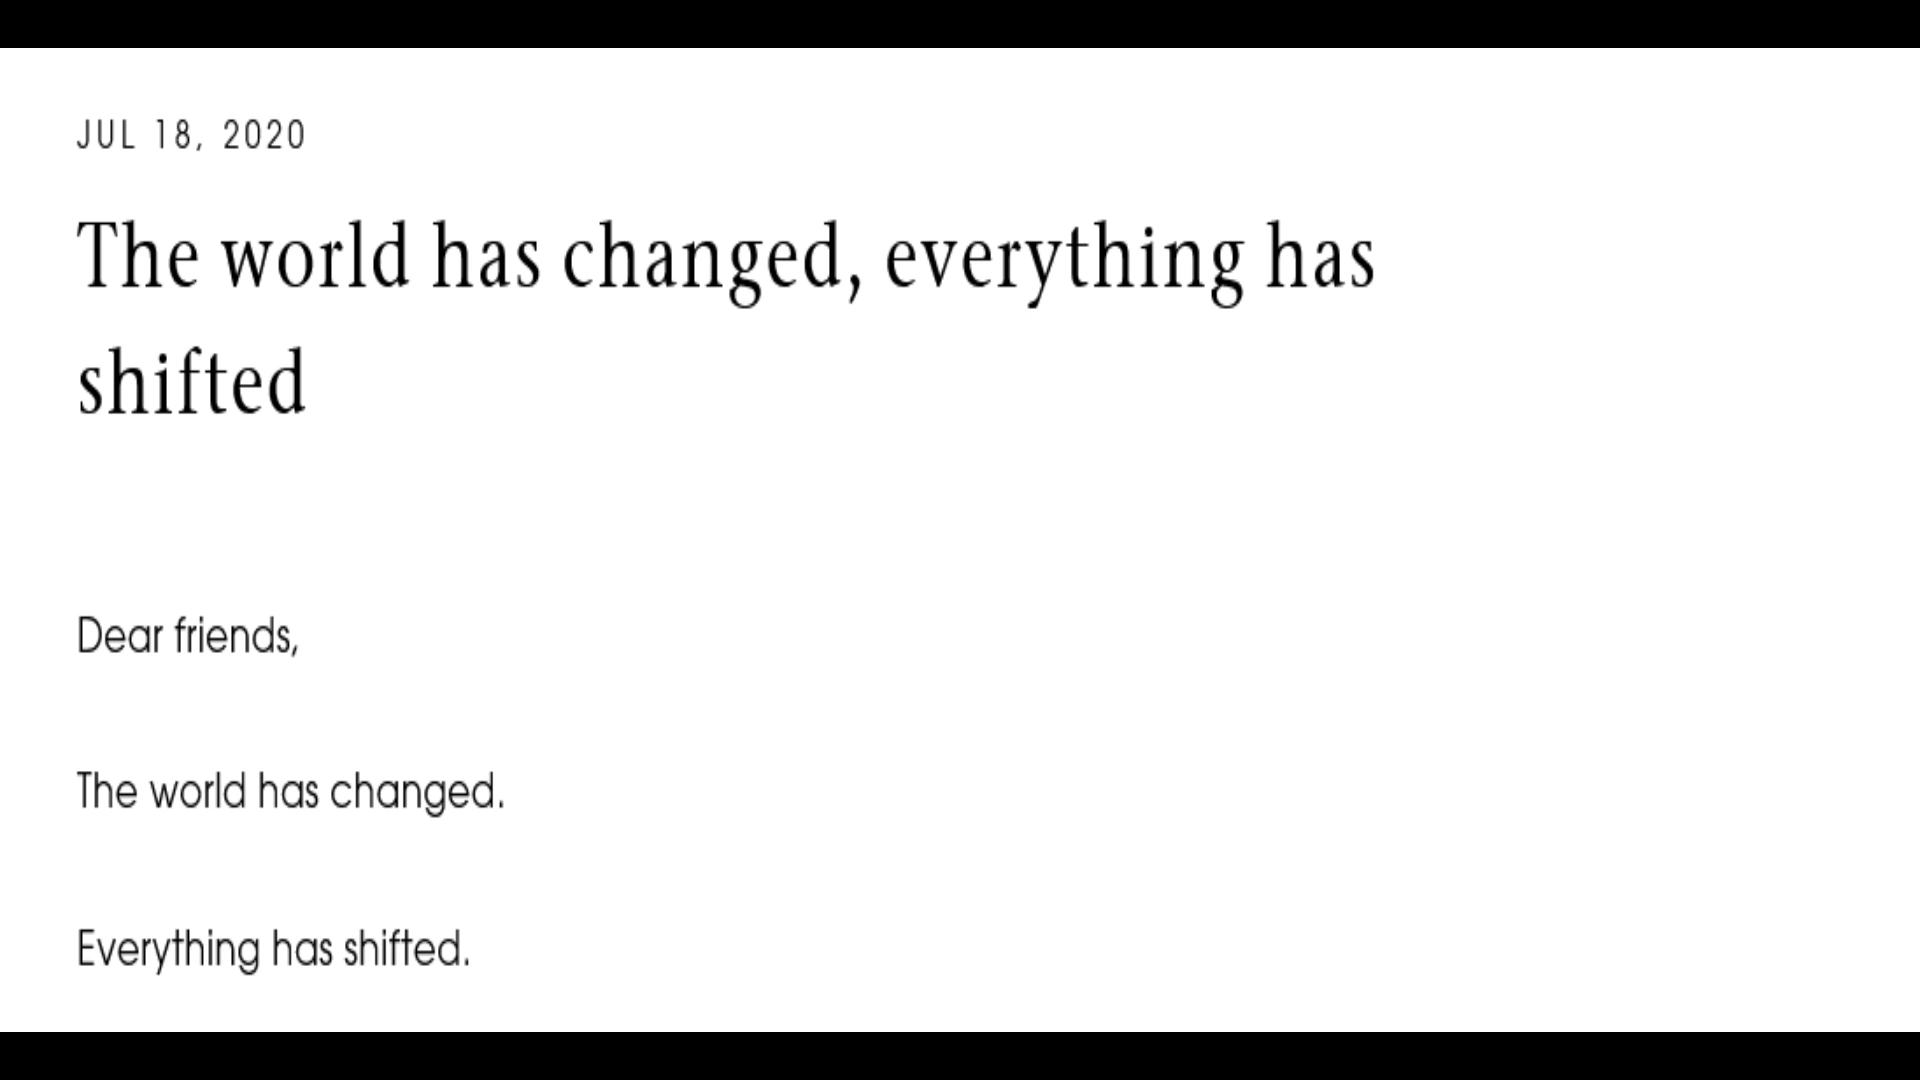 JUL 18, 2020
The world has changed, everything has
shifted
Dear friends,
The world has changed.
Everything has shifted.